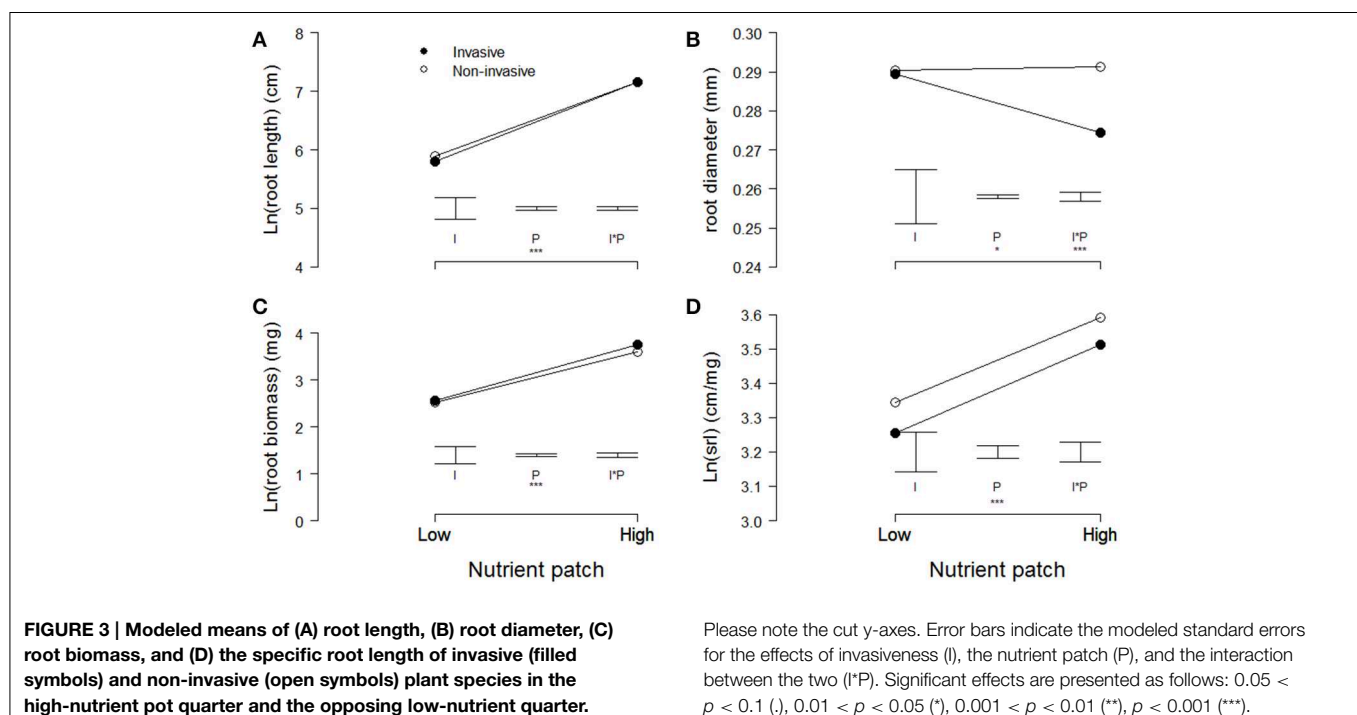 A
8
7
6
5
4
Ln(root length) (cm)
Invasive
Non-invasive
I
P
***
I*P
B
0.30
0.29
0.28
0.27
0.26
0.25
0.24
root diameter (mm)
I
P
*
I*P
***
C
4
3
2
1
0
Ln(root biomass) (mg)
I
P
***
I*P
Low
High
Nutrient patch
D
3.6
3.5
3.4
3.3
3.2
3.1
3.0
Ln(srl) (cm/mg)
I
P
***
I*P
Low
High
Nutrient patch
FIGURE 3 | Modeled means of (A) root length, (B) root diameter, (C)
root biomass, and (D) the specific root length of invasive (filled
symbols) and non-invasive (open symbols) plant species in the
high-nutrient pot quarter and the opposing low-nutrient quarter.
Please note the cut y-axes. Error bars indicate the modeled standard errors
for the effects of invasiveness (I), the nutrient patch (P), and the interaction
between the two (I*P). Significant effects are presented as follows: 0.05 <
p < 0.1 (.), 0.01 < p < 0.05 (*), 0.001 < p < 0.01 (**), p < 0.001 (***).